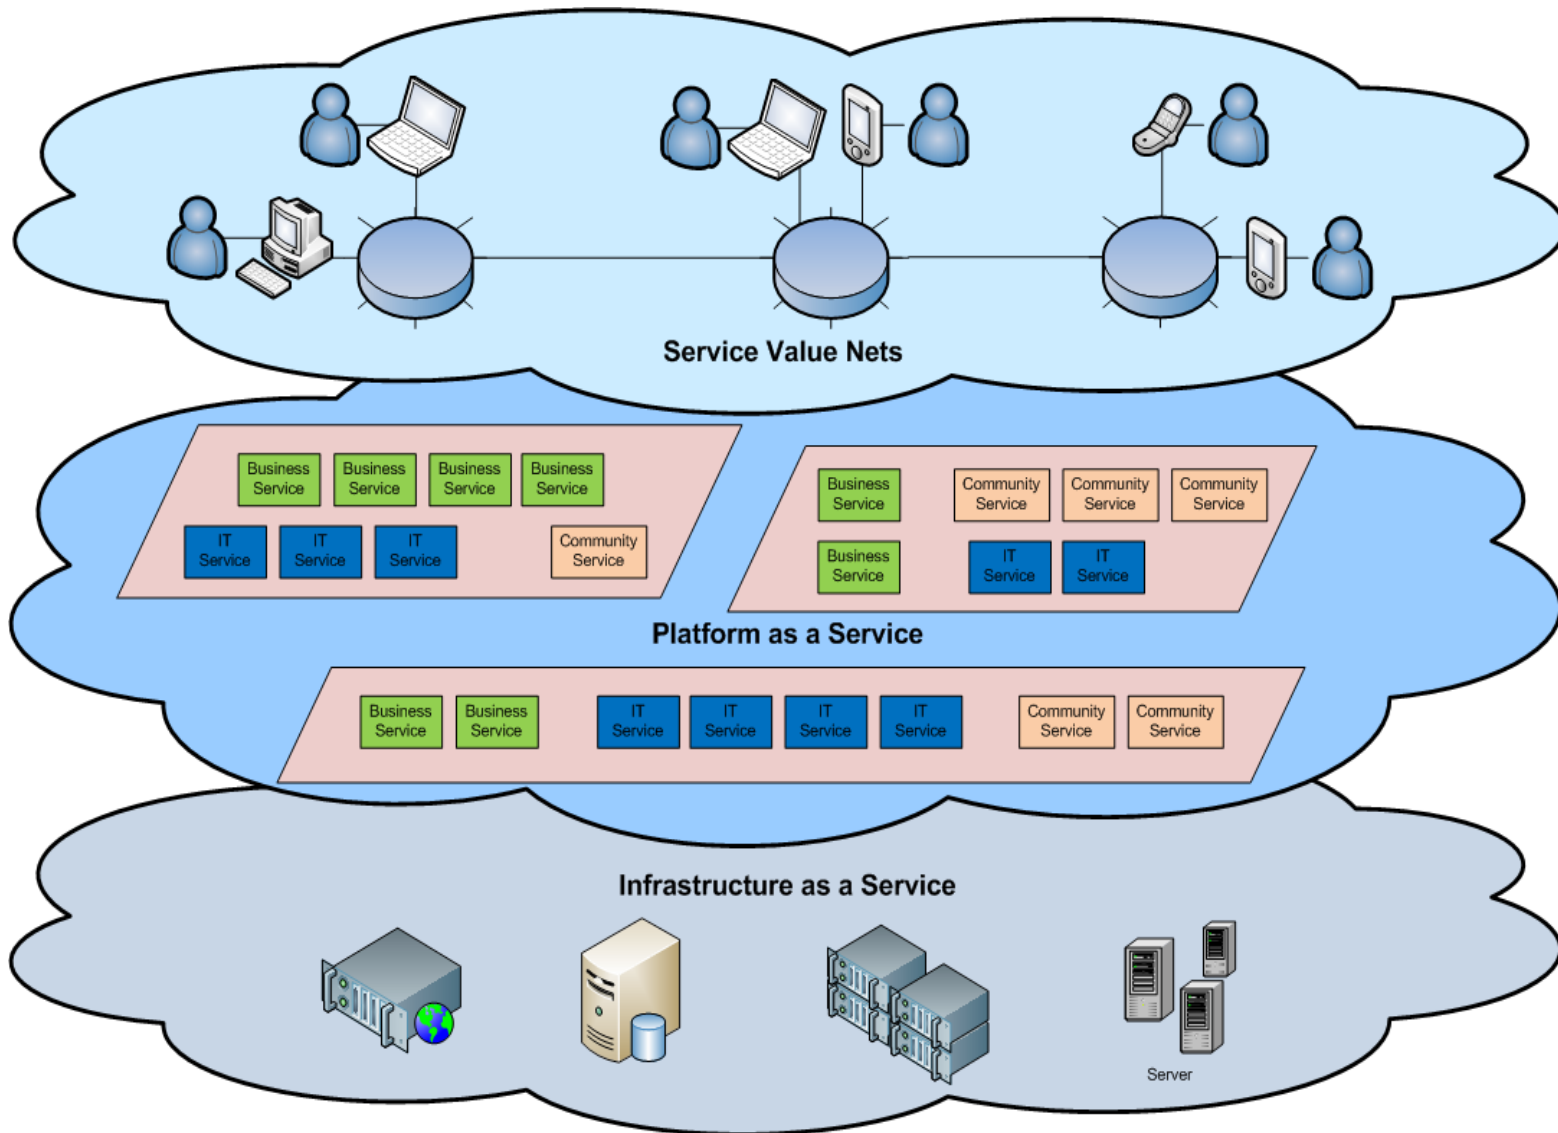 Service Value Nets
Business
Service
Business
Service
Business
Service
Business
Service
IT
Service
IT
Service
IT
Service
Community
Service
Business
Service
Community
Service
Community
Service
Community
Service
Business
Service
IT
Service
IT
Service
Platform as a Service
Business
Service
Business
Service
IT
Service
IT
Service
IT
Service
IT
Service
Community
Service
Community
Service
Infrastructure as a Service
Server